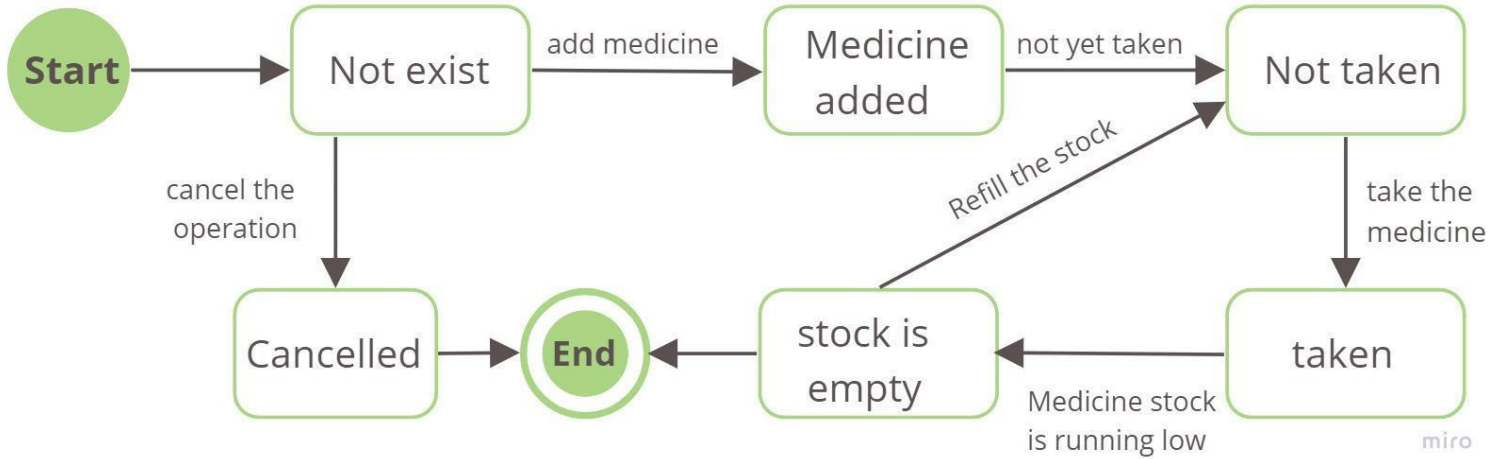 Start
Not exist
add medicine
Medicine
added
not yet taken
Not taken
cancel the
operation
Refill the stock
take the
medicine
Cancelled
End
stock is
empty
Medicine stock
is running low
taken
miro